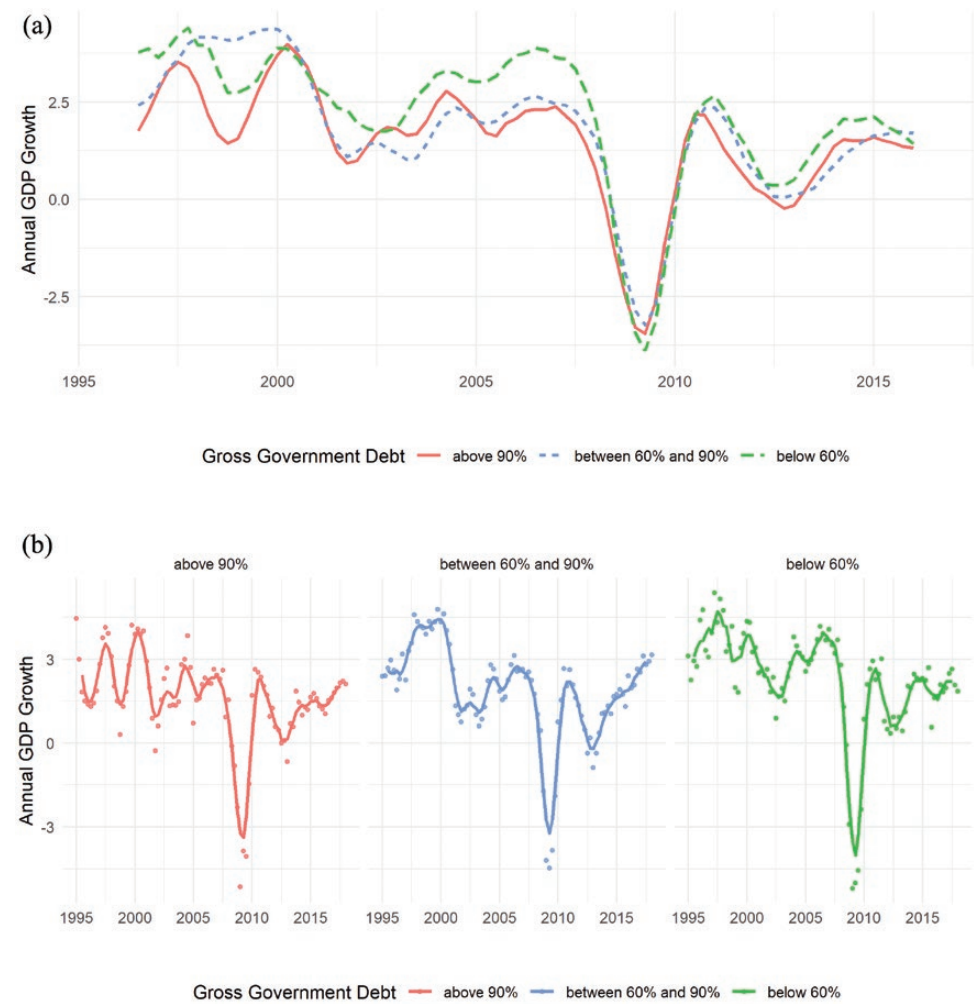 (a)
Annual GDP Growth
2.5
0.0
-2.5
1995 2000 2005 2010 2015
Gross Government Debt above 90% between 60% and 90% below 60%
(b)
above 90% between 60% and 90% below 60%
Annual GDP Growth
3
0
-3
1995 2000 2005 2010 2015 1995 2000 2005 2010 2015 1995 2000 2005 2010 2015
Gross Government Debt above 90% between 60% and 90% below 60%